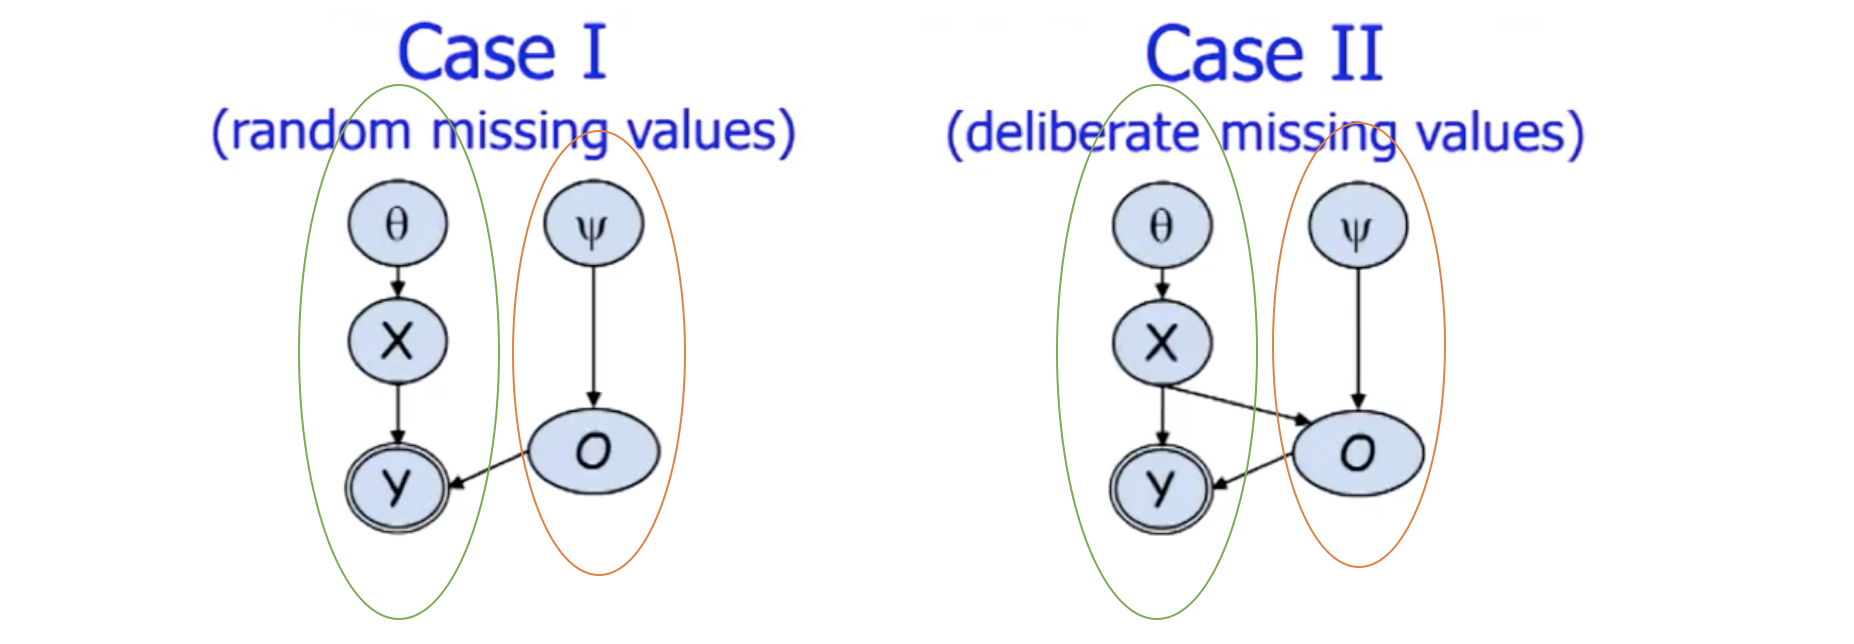 Case I
(random missing values)
θ
ψ
X
O
Y
Case II
(deliberate missing values)
θ
ψ
X
O
Y